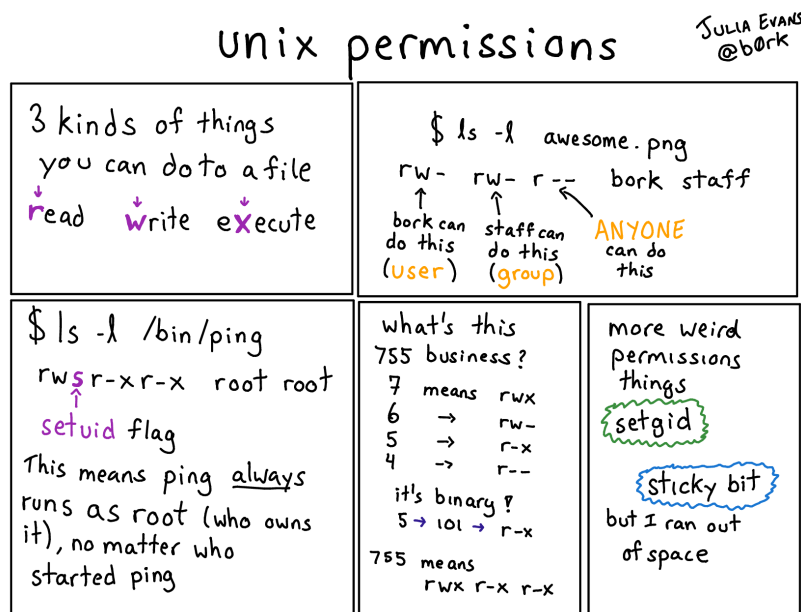 unix permissions
JULIA EVANS
@b0rk
3 kinds of things
you can do to a file
read write execute
$ ls -l awesome.png
rw- rw- r-- bork staff
bork can
do this
(user)
staff can
do this
(group)
ANYONE
can do
this
$ ls -l /bin/ping
rws r-x r-x root root
setuid flag
This means ping always
runs as root (who owns
it), no matter who
started ping
what's this
755 business?
7 means rwx
6 → rw-
5 → r-x
4 → r--
it's binary!
5 → 101 → r-x
755 means
rwx r-x r-x
more weird
permissions
things
setgid
sticky bit
but I ran out
of space